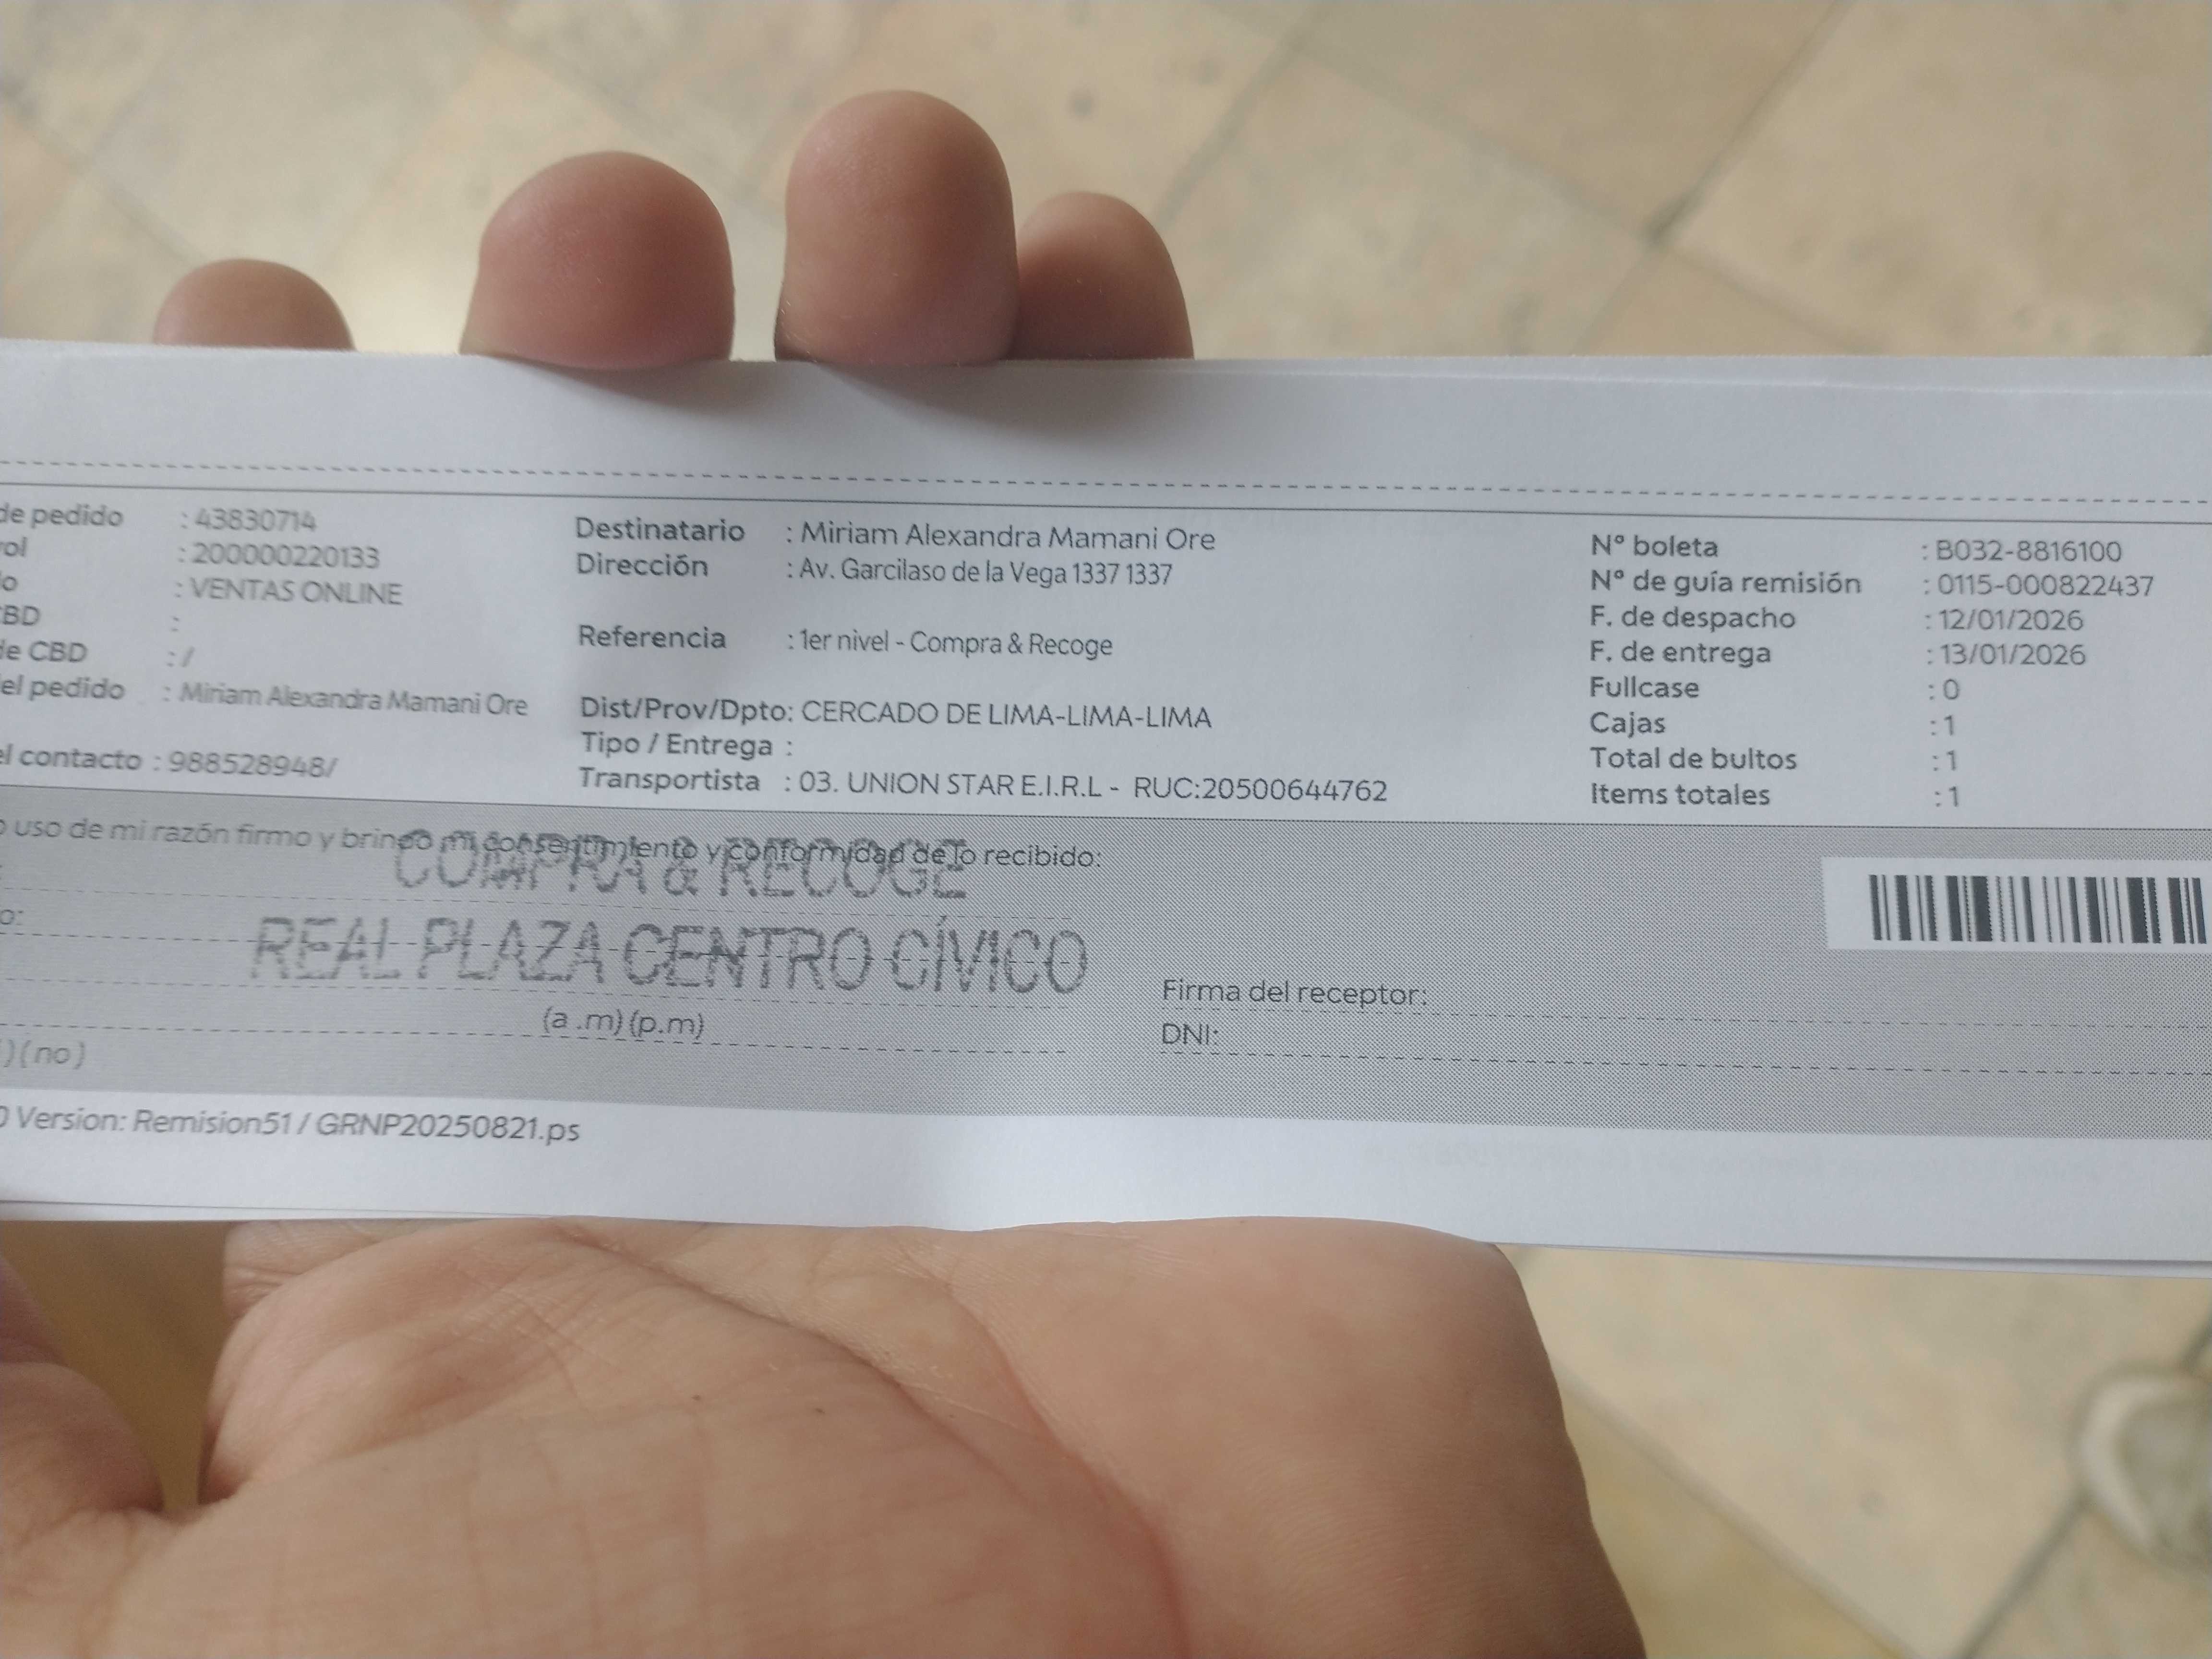 de pedido : 43830714
rol : 200000220133
: VENTAS ONLINE
CBD :
de CBD : /
el pedido : Miriam Alexandra Mamani Ore
el contacto : 988528948/
Destinatario : Miriam Alexandra Mamani Ore
Dirección : Av. Garcilaso de la Vega 1337 1337
Referencia : 1er nivel - Compra & Recoge
Dist/Prov/Dpto: CERCADO DE LIMA-LIMA-LIMA
Tipo / Entrega :
Transportista : 03. UNION STAR E.I.R.L - RUC:20500644762
N° boleta : B032-8816100
N° de guía remisión : 0115-000822437
F. de despacho : 12/01/2026
F. de entrega : 13/01/2026
Fullcase : 0
Cajas : 1
Total de bultos : 1
Items totales : 1
uso de mi razón firmo y brindo mi consentimiento y conformidad de lo recibido:
COMPRA & RECOGE
o:
REAL PLAZA CENTRO CÍVICO
(a .m) (p.m)
) ( no )
Firma del receptor:
DNI:
Version: Remision51 / GRNP20250821.ps